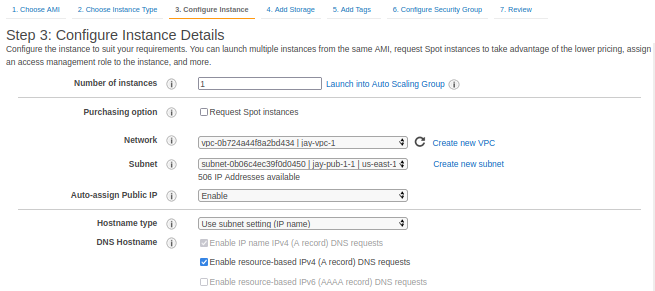 1. Choose AMI 2. Choose Instance Type 3. Configure Instance 4. Add Storage 5. Add Tags 6. Configure Security Group 7. Review
Step 3: Configure Instance Details
Configure the instance to suit your requirements. You can launch multiple instances from the same AMI, request Spot instances to take advantage of the lower pricing, assign
an access management role to the instance, and more.
Number of instances 1 Launch into Auto Scaling Group
Purchasing option Request Spot instances
Network vpc-0b724a44f8a2bd434 | jay-vpc-1 Create new VPC
Subnet subnet-0b06c4ec39f0d0450 | jay-pub-1-1 | us-east-1 Create new subnet
506 IP Addresses available
Auto-assign Public IP Enable
Hostname type Use subnet setting (IP name)
DNS Hostname Enable IP name IPv4 (A record) DNS requests
Enable resource-based IPv4 (A record) DNS requests
Enable resource-based IPv6 (AAAA record) DNS requests